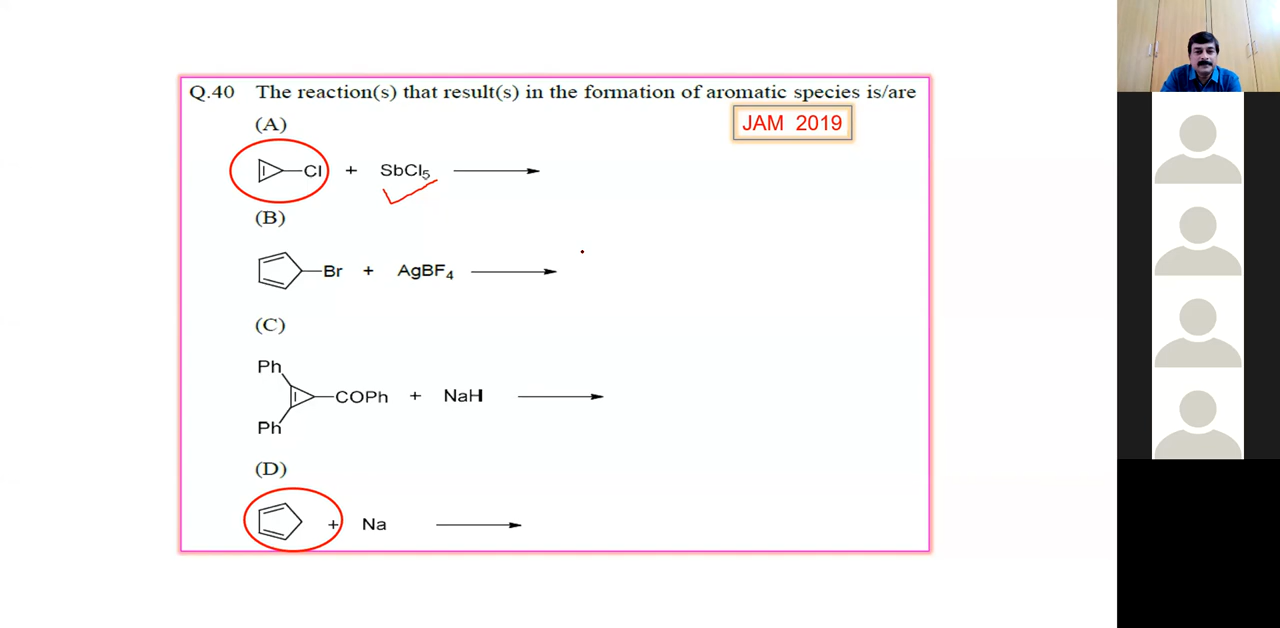 Q.40 The reaction(s) that result(s) in the formation of aromatic species is/are
JAM 2019
(A)
Cl + SbCl5
(B)
Br + AgBF4
(C)
Ph
COPh + NaH
Ph
(D)
+ Na